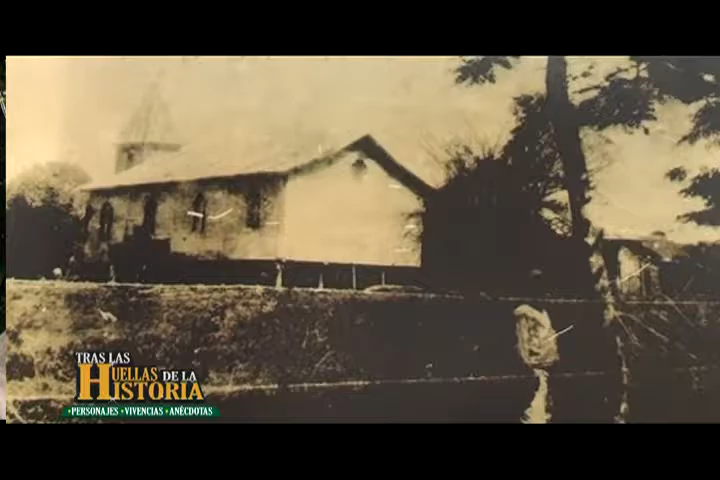 TRAS LAS
HUELLAS DE LA
HISTORIA
•PERSONAJES •VIVENCIAS •ANÉCDOTAS